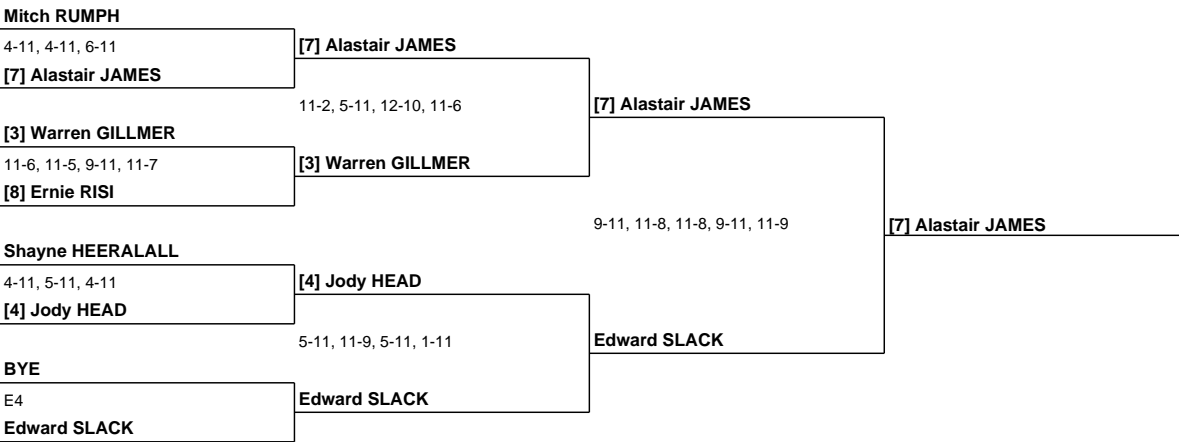 Mitch RUMPH
4-11, 4-11, 6-11
[7] Alastair JAMES
[7] Alastair JAMES
11-2, 5-11, 12-10, 11-6
[7] Alastair JAMES
[3] Warren GILLMER
11-6, 11-5, 9-11, 11-7
[3] Warren GILLMER
[8] Ernie RISI
9-11, 11-8, 11-8, 9-11, 11-9
[7] Alastair JAMES
Shayne HEERALALL
4-11, 5-11, 4-11
[4] Jody HEAD
[4] Jody HEAD
5-11, 11-9, 5-11, 1-11
Edward SLACK
BYE
E4
Edward SLACK
Edward SLACK